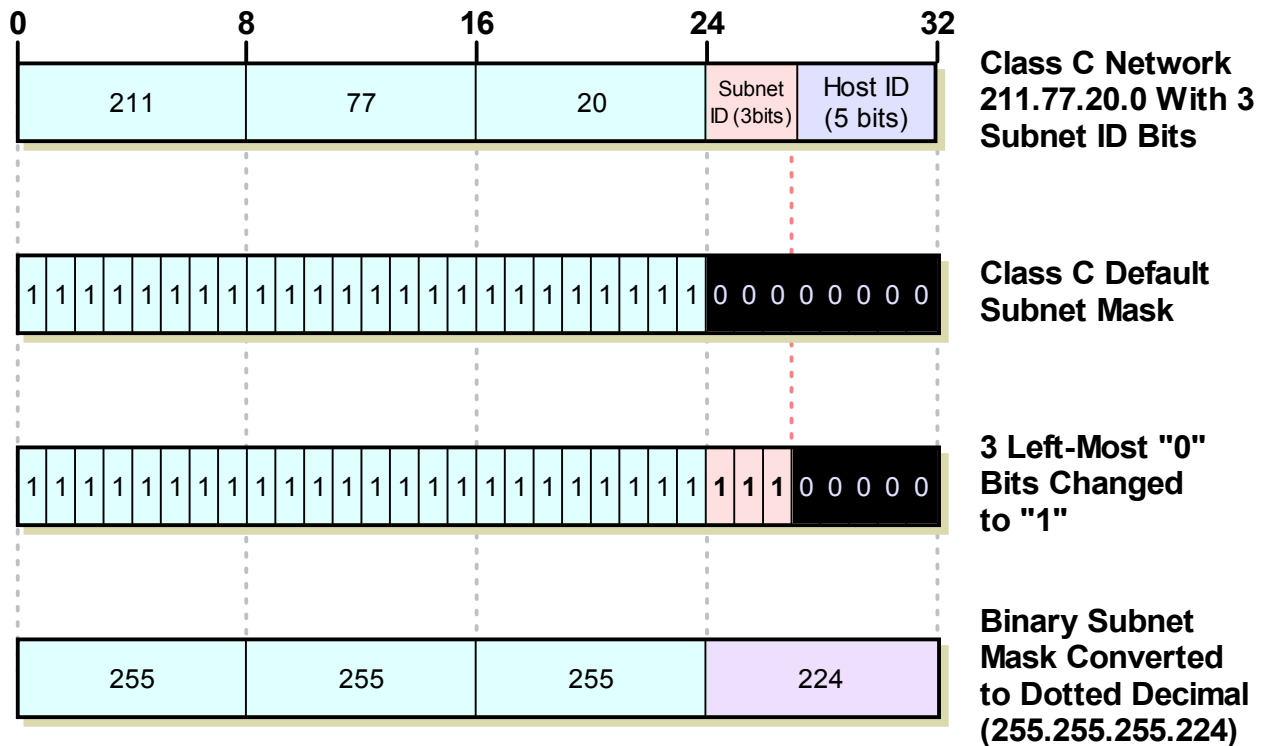 0 8 16 24 32
211 77 20 Subnet ID (3bits) Host ID (5 bits)
Class C Network
211.77.20.0 With 3
Subnet ID Bits
1 1 1 1 1 1 1 1 1 1 1 1 1 1 1 1 1 1 1 1 1 1 1 1 0 0 0 0 0 0 0 0
Class C Default
Subnet Mask
1 1 1 1 1 1 1 1 1 1 1 1 1 1 1 1 1 1 1 1 1 1 1 1 1 1 1 0 0 0 0 0
3 Left-Most "0"
Bits Changed
to "1"
255 255 255 224
Binary Subnet
Mask Converted
to Dotted Decimal
(255.255.255.224)